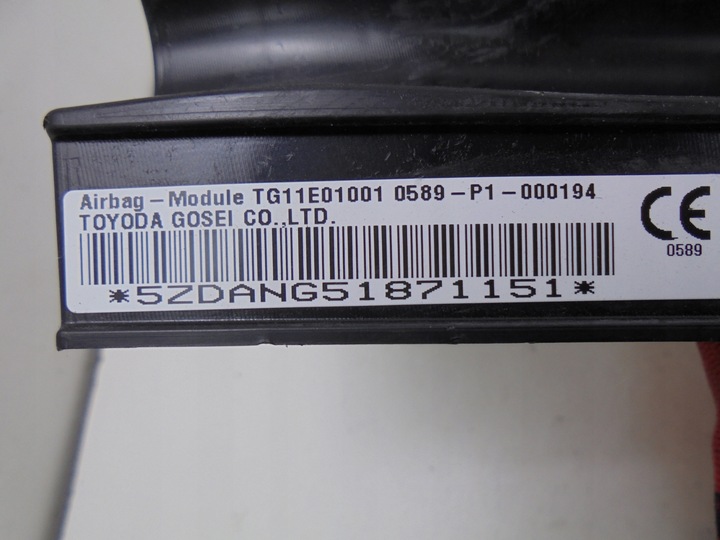 Airbag-Module TG11E01001 0589-P1-000194
TOYODA GOSEI CO.,LTD.
*5ZDANG51871151*
CE
0589